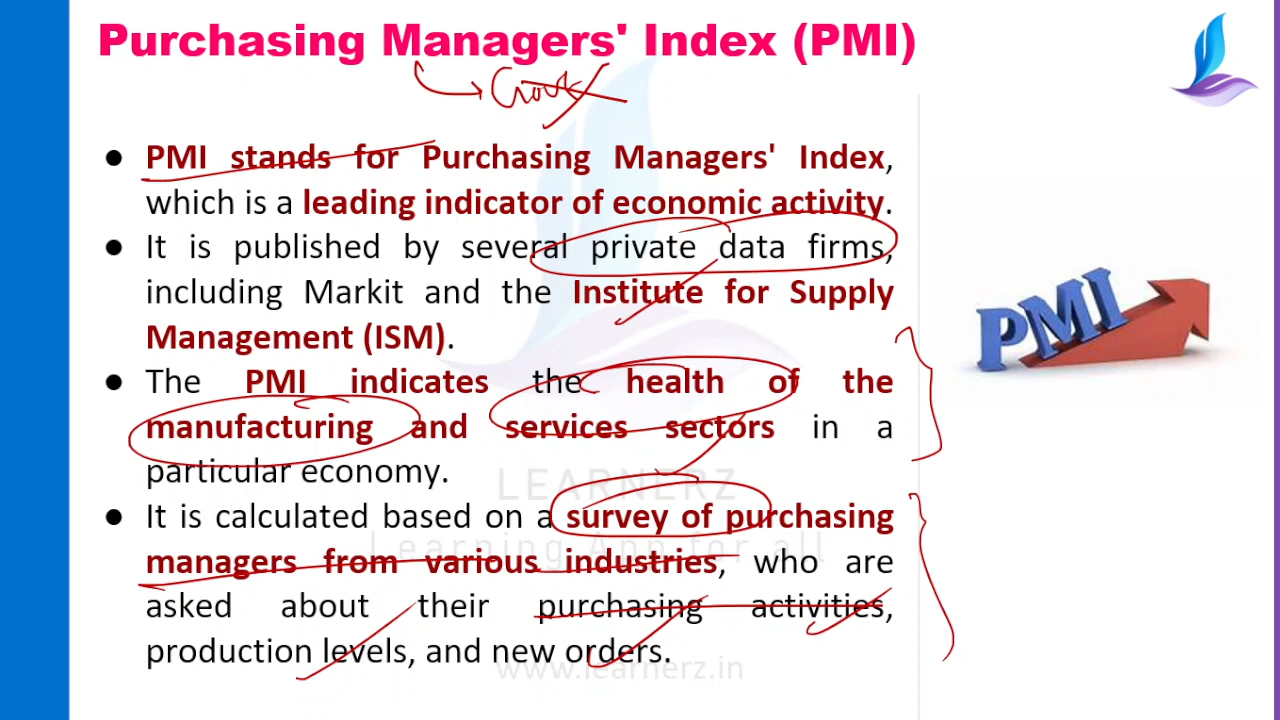 Purchasing Managers' Index (PMI)
● PMI stands for Purchasing Managers' Index,
which is a leading indicator of economic activity.
● It is published by several private data firms,
including Markit and the Institute for Supply
Management (ISM).
● The PMI indicates the health of the
manufacturing and services sectors in a
particular economy.
● It is calculated based on a survey of purchasing
managers from various industries, who are
asked about their purchasing activities,
production levels, and new orders.
PMI
LEARNERZ
Learning App for all
www.learnerz.in